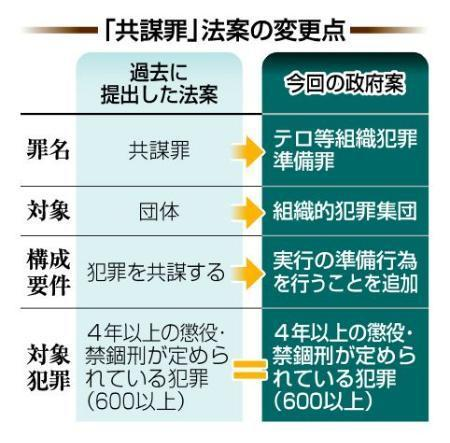 「共謀罪」法案の変更点
過去に
提出した法案
今回の政府案
罪名
共謀罪
テロ等組織犯罪
準備罪
対象
団体
組織的犯罪集団
構成
要件
犯罪を共謀する
実行の準備行為
を行うことを追加
対象
犯罪
4年以上の懲役・
禁錮刑が定めら
れている犯罪
(600以上)
=
4年以上の懲役・
禁錮刑が定めら
れている犯罪
(600以上)